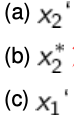 (a) x₂ ‘
(b) x₂*
(c) x₁ ‘